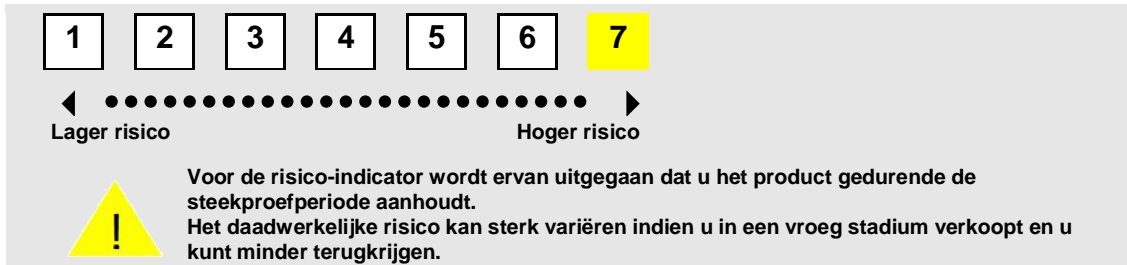 1 2 3 4 5 6 7
Lager risico Hoger risico
Voor de risico-indicator wordt ervan uitgegaan dat u het product gedurende de
steekproefperiode aanhoudt.
Het daadwerkelijke risico kan sterk variëren indien u in een vroeg stadium verkoopt en u
kunt minder terugkrijgen.
!